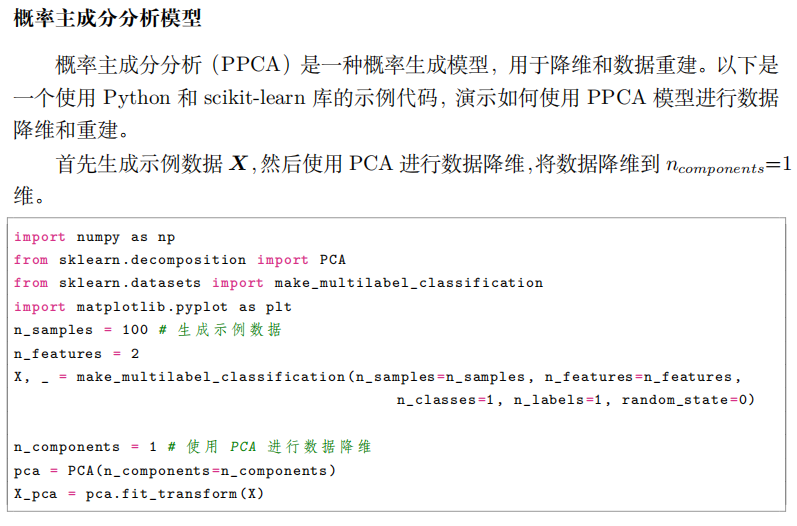 概率主成分分析模型
概率主成分分析（PPCA）是一种概率生成模型，用于降维和数据重建。以下是
一个使用 Python 和 scikit-learn 库的示例代码，演示如何使用 PPCA 模型进行数据
降维和重建。
首先生成示例数据 X，然后使用 PCA 进行数据降维，将数据降维到 n_components=1
维。
import numpy as np
from sklearn.decomposition import PCA
from sklearn.datasets import make_multilabel_classification
import matplotlib.pyplot as plt
n_samples = 100 # 生成示例数据
n_features = 2
X, _ = make_multilabel_classification(n_samples=n_samples, n_features=n_features,
n_classes=1, n_labels=1, random_state=0)
n_components = 1 # 使用 PCA 进行数据降维
pca = PCA(n_components=n_components)
X_pca = pca.fit_transform(X)